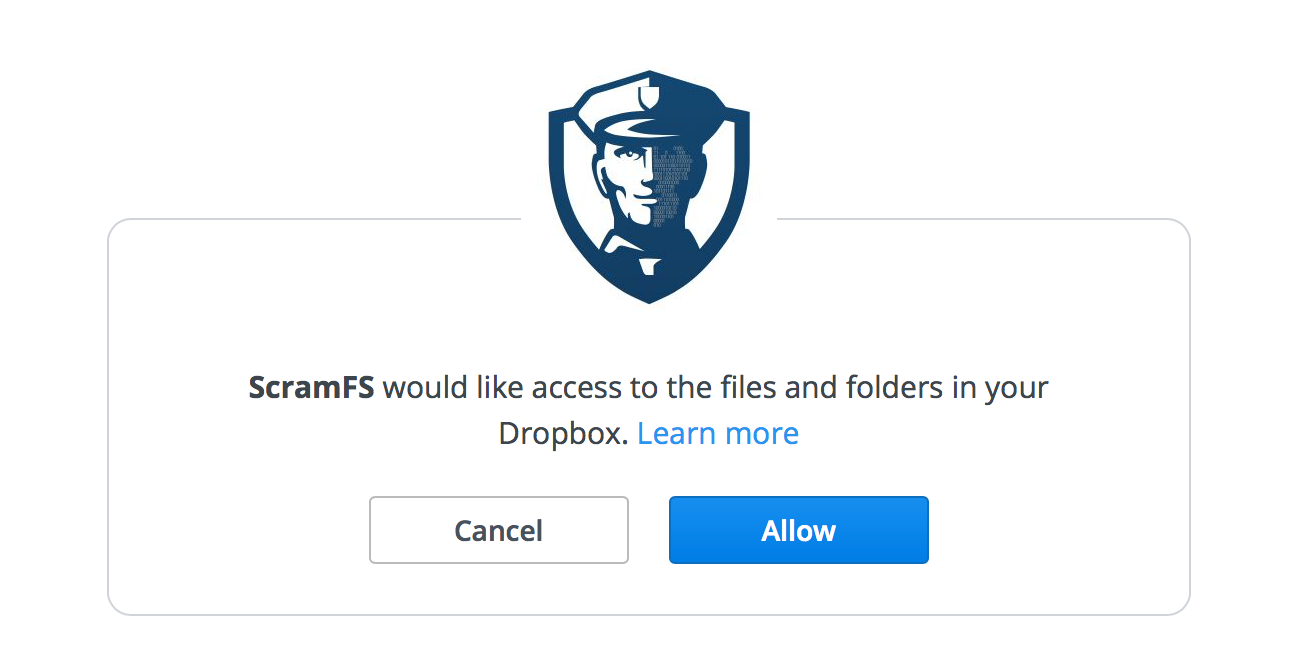 ScramFS would like access to the files and folders in your
Dropbox. Learn more
Cancel
Allow